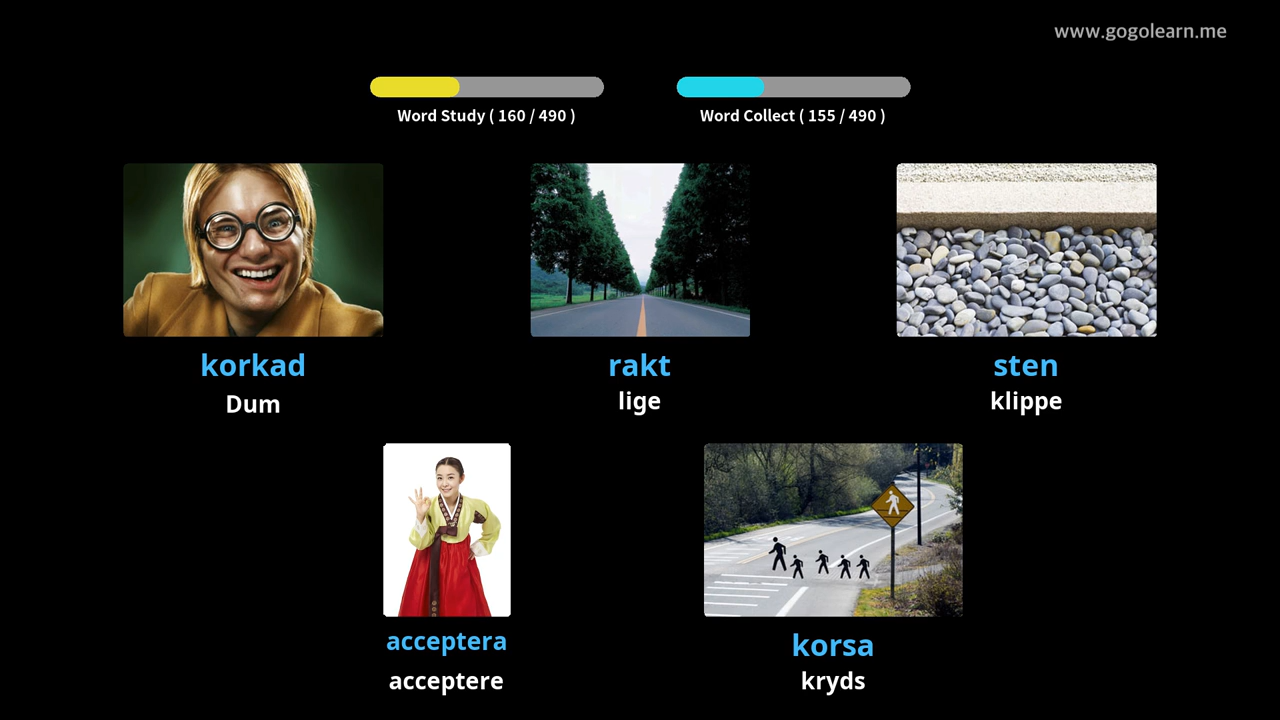 www.gogolearn.me
Word Study ( 160 / 490 )
Word Collect ( 155 / 490 )
korkad
Dum
rakt
lige
sten
klippe
acceptera
acceptere
korsa
kryds